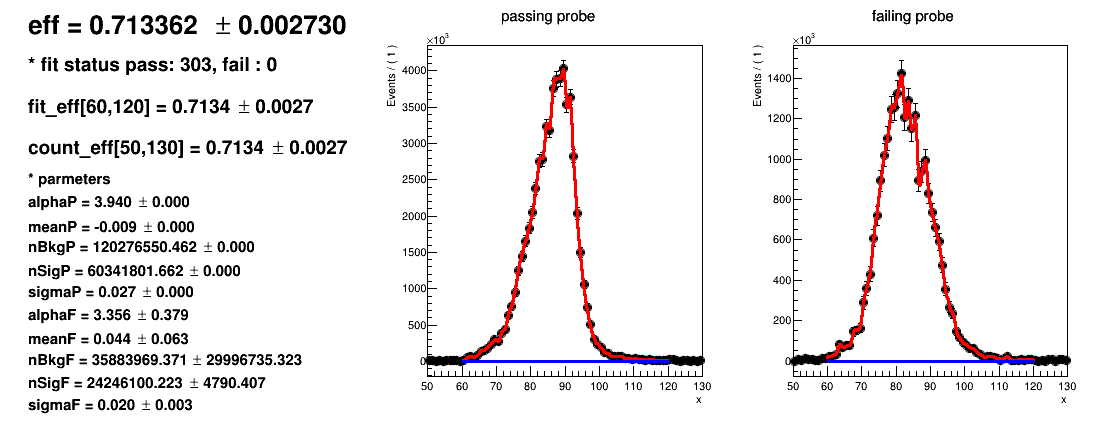 eff = 0.713362 ± 0.002730
* fit status pass: 303, fail : 0
fit_eff[60,120] = 0.7134 ± 0.0027
count_eff[50,130] = 0.7134 ± 0.0027
* parmeters
alphaP = 3.940 ± 0.000
meanP = -0.009 ± 0.000
nBkgP = 120276550.462 ± 0.000
nSigP = 60341801.662 ± 0.000
sigmaP = 0.027 ± 0.000
alphaF = 3.356 ± 0.379
meanF = 0.044 ± 0.063
nBkgF = 35883969.371 ± 29996735.323
nSigF = 24246100.223 ± 4790.407
sigmaF = 0.020 ± 0.003
passing probe
×10³
Events / ( 1 )
4000
3500
3000
2500
2000
1500
1000
500
0
50 60 70 80 90 100 110 120 130
x
failing probe
×10³
Events / ( 1 )
1400
1200
1000
800
600
400
200
0
50 60 70 80 90 100 110 120 130
x